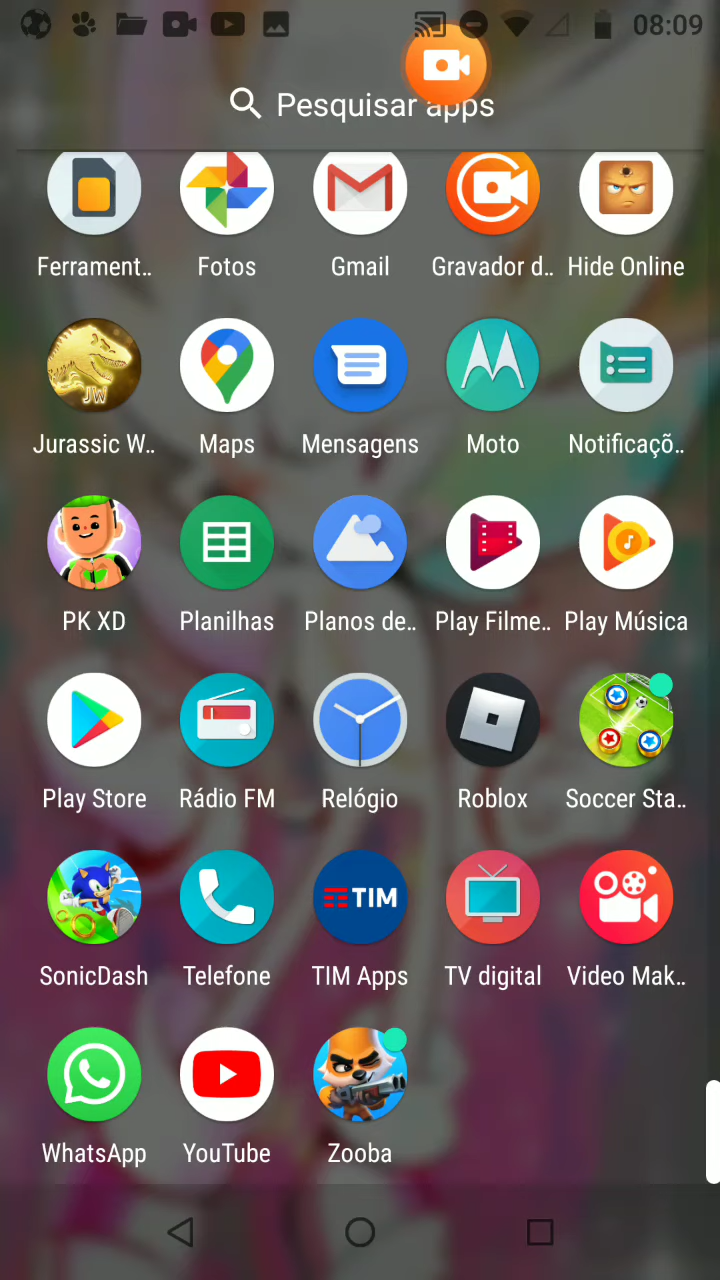 08:09
Pesquisar apps
Ferrament..
Fotos
Gmail
Gravador d..
Hide Online
JW
Jurassic W..
Maps
Mensagens
Moto
Notificaçõ..
PK XD
Planilhas
Planos de..
Play Filme..
Play Música
Play Store
Rádio FM
Relógio
Roblox
Soccer Sta..
TIM
SonicDash
Telefone
TIM Apps
TV digital
Video Mak..
WhatsApp
YouTube
Zooba